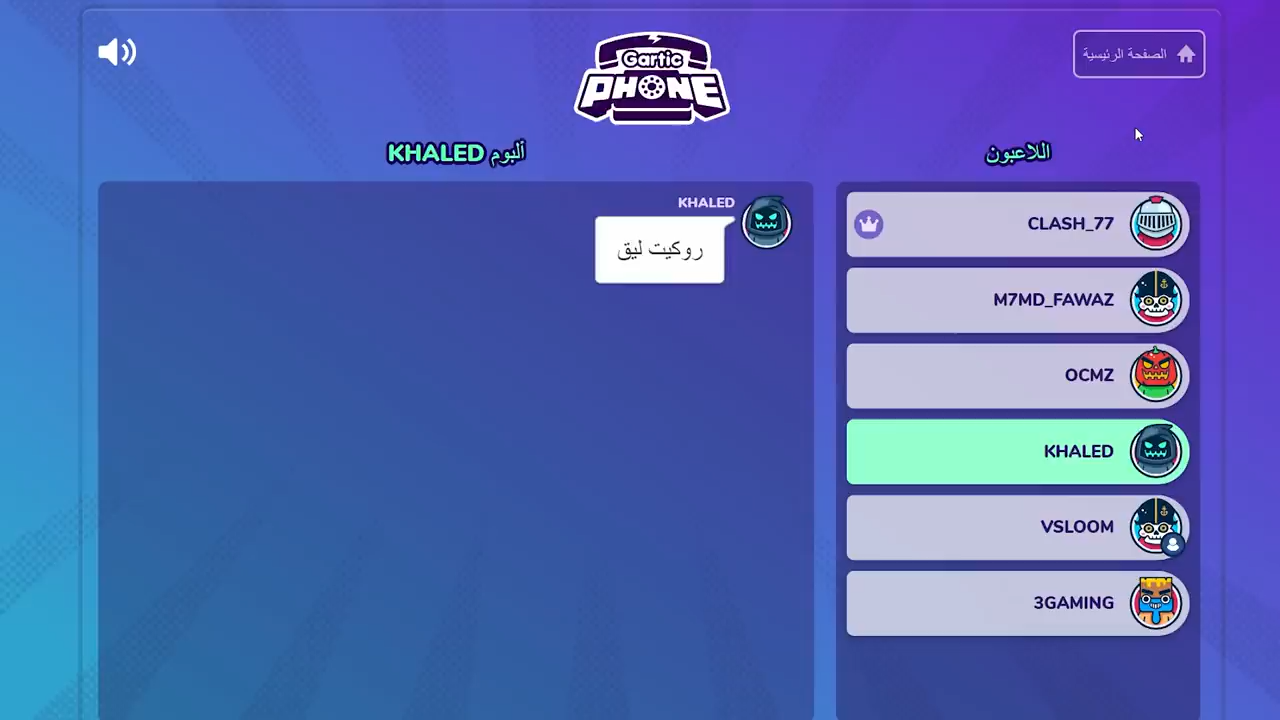 Gartic
PHONE
الصفحة الرئيسية
اللاعبون
ألبوم KHALED
KHALED
روكيت ليق
CLASH_77
M7MD_FAWAZ
OCMZ
KHALED
VSLOOM
3GAMING